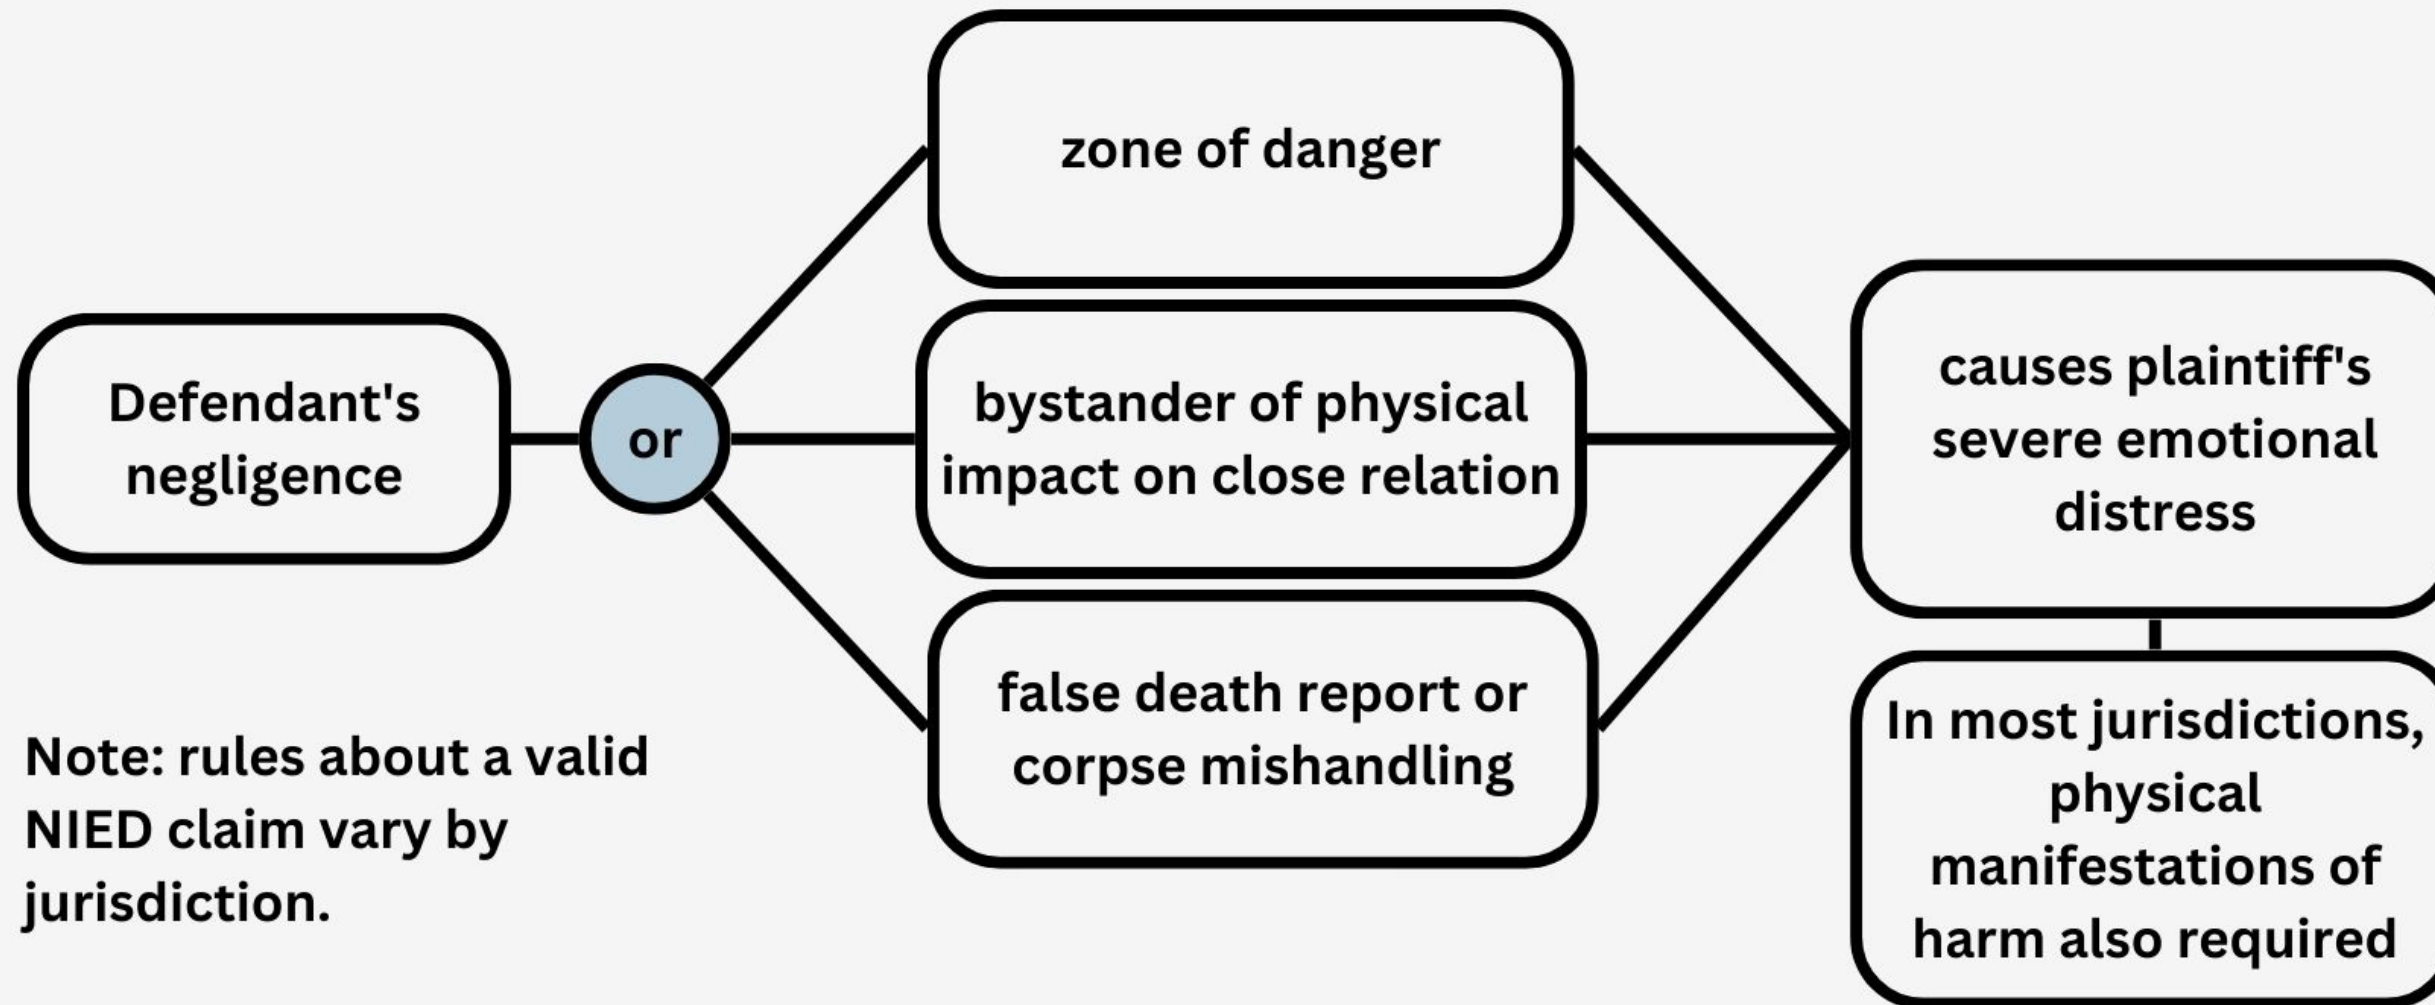 Defendant's
negligence
or
zone of danger
bystander of physical
impact on close relation
false death report or
corpse mishandling
causes plaintiff's
severe emotional
distress
In most jurisdictions,
physical
manifestations of
harm also required
Note: rules about a valid
NIED claim vary by
jurisdiction.